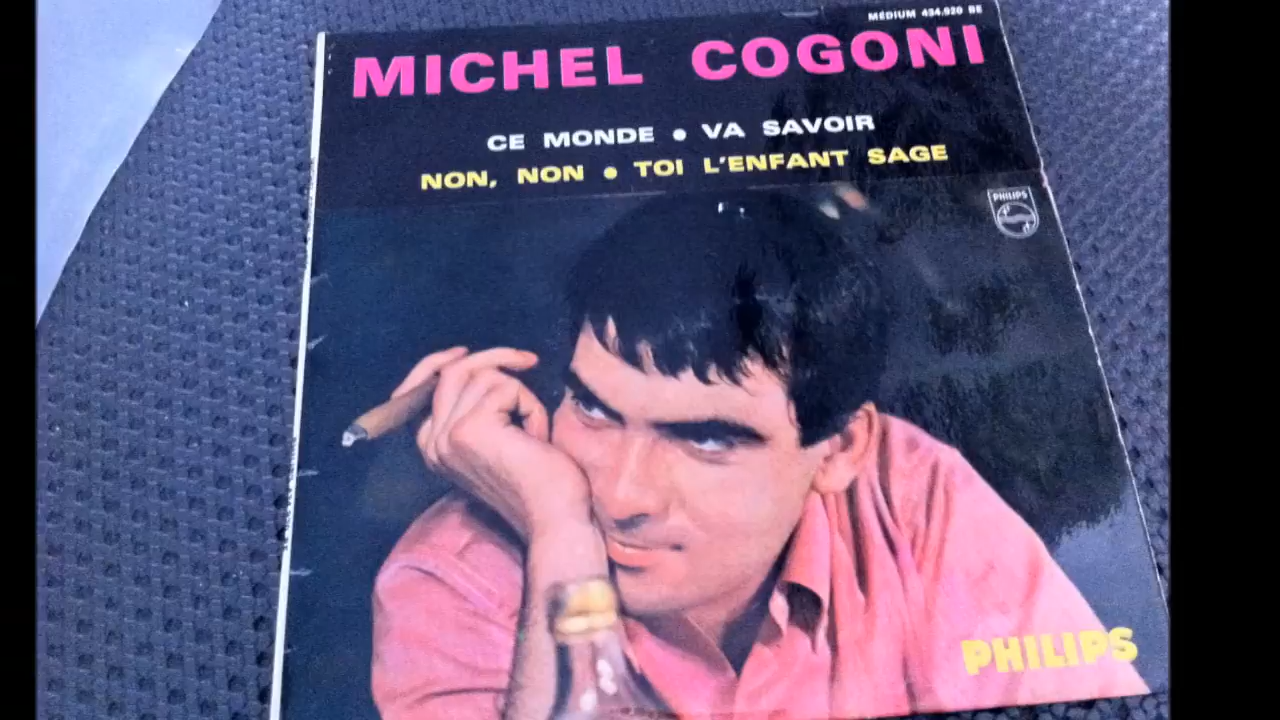 MÉDIUM 434.920 BE
MICHEL COGONI
CE MONDE • VA SAVOIR
NON, NON • TOI L'ENFANT SAGE
PHILIPS
PHILIPS